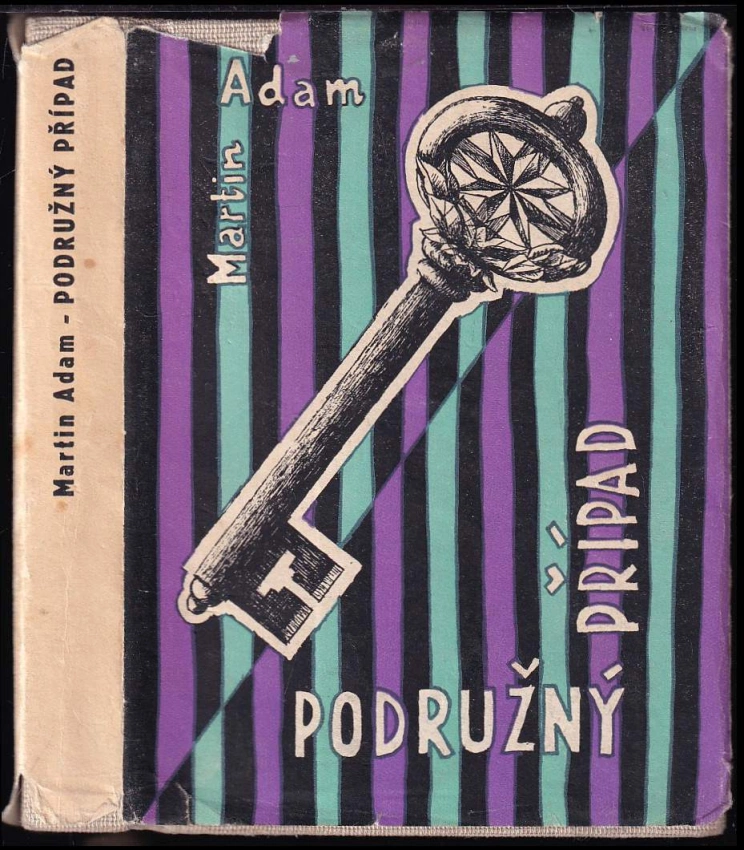 Martin Adam – PODRUŽNÝ PŘÍPAD
Martin
Adam
PODRUŽNÝ
PŘÍPAD